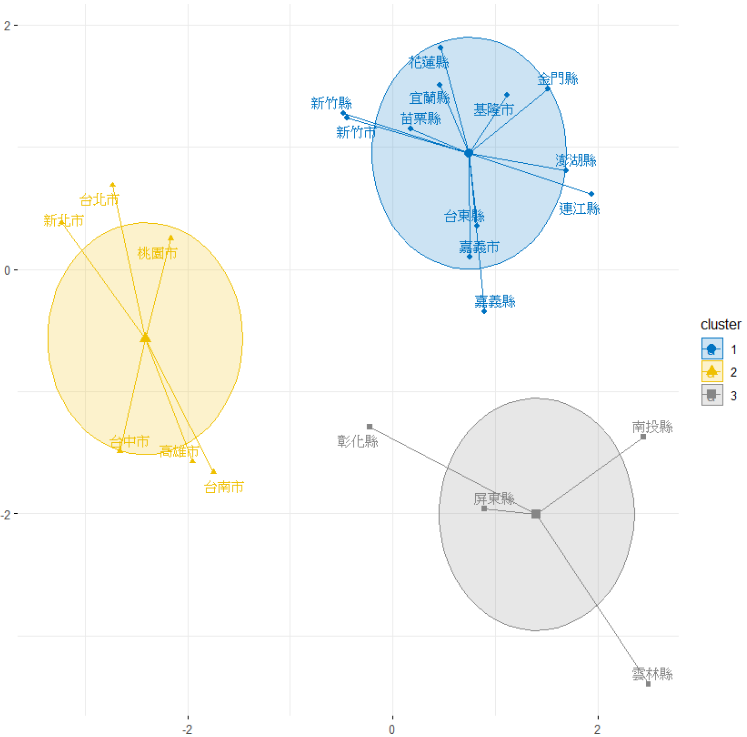 2
花蓮縣
金門縣
宜蘭縣
新竹縣
基隆市
苗栗縣
新竹市
澎湖縣
台北市
連江縣
台東縣
新北市
嘉義市
桃園市
0
嘉義縣
cluster
1
2
3
南投縣
彰化縣
台中市
高雄市
台南市
屏東縣
-2
雲林縣
-2
0
2